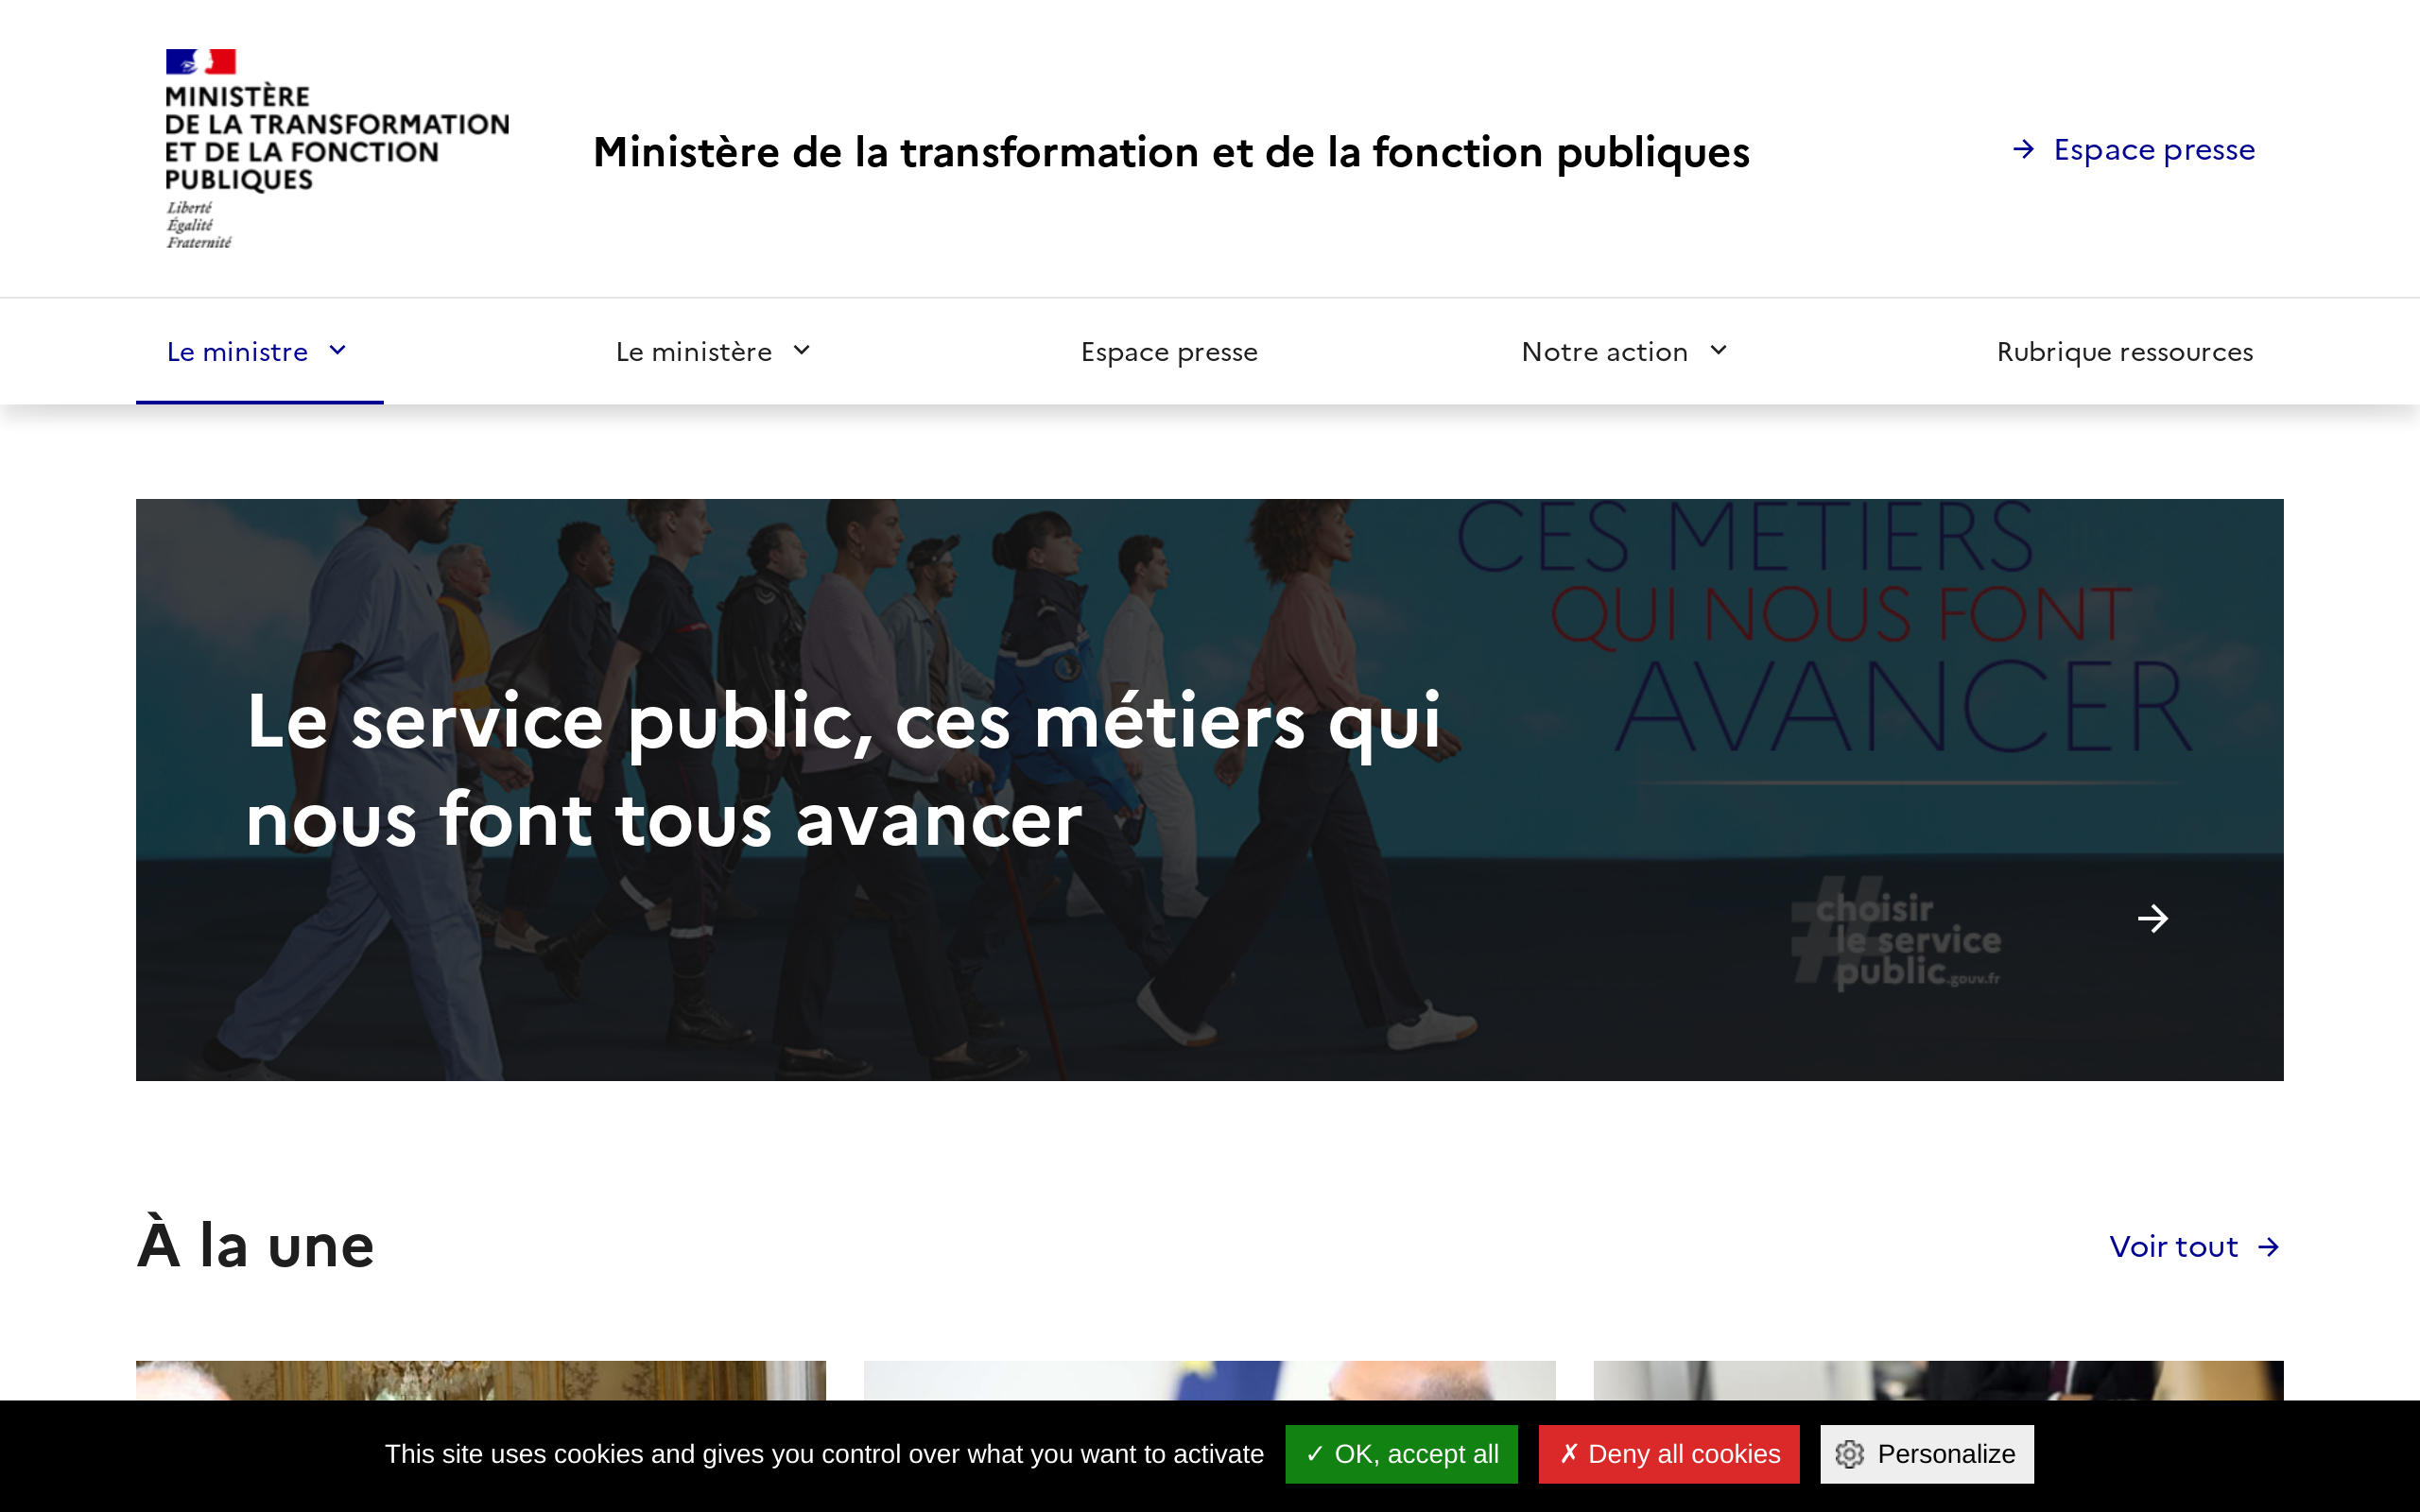 MINISTÈRE
DE LA TRANSFORMATION
ET DE LA FONCTION
PUBLIQUES
Liberté
Égalité
Fraternité
Ministère de la transformation et de la fonction publiques
Espace presse
Le ministre
Le ministère
Espace presse
Notre action
Rubrique ressources
CES METIERS
QUI NOUS FONT
AVANCER
Le service public, ces métiers qui
nous font tous avancer
#choisir
le service
public.gouv.fr
À la une
Voir tout
This site uses cookies and gives you control over what you want to activate
✓ OK, accept all
✗ Deny all cookies
Personalize